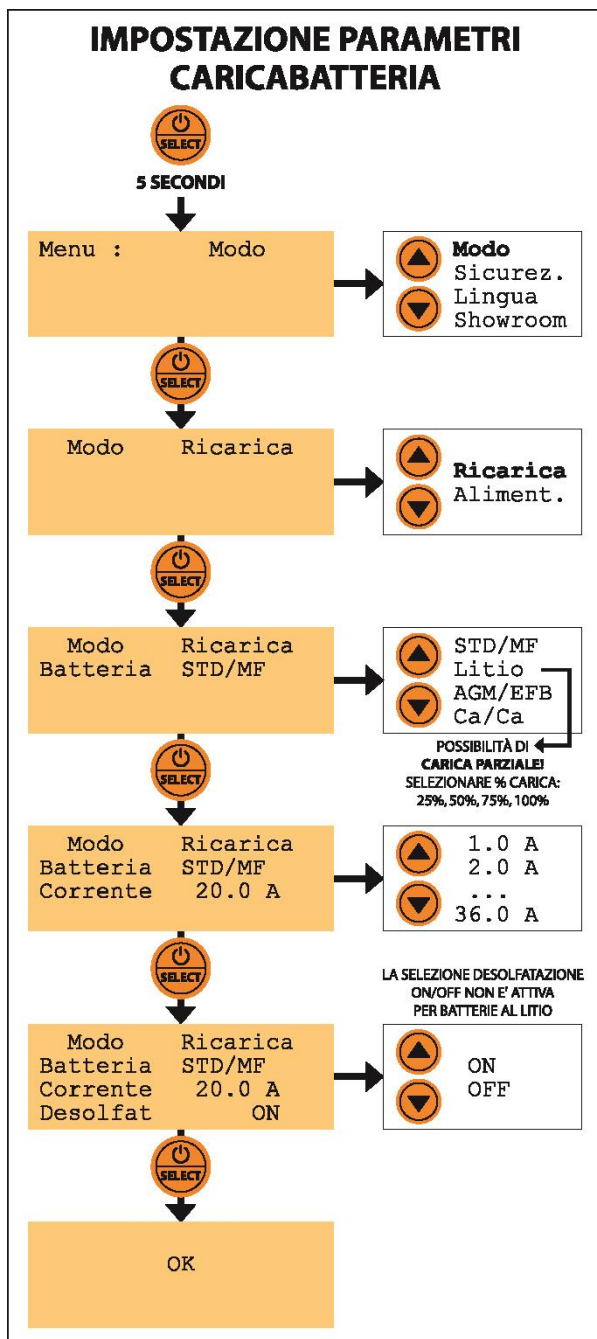 IMPOSTAZIONE PARAMETRI
CARICABATTERIA
SELECT
5 SECONDI
Menu : Modo
Modo
Sicurez.
Lingua
Showroom
SELECT
Modo Ricarica
Ricarica
Aliment.
SELECT
Modo Ricarica
Batteria STD/MF
STD/MF
Litio
AGM/EFB
Ca/Ca
POSSIBILITÀ DI
CARICA PARZIALE!
SELEZIONARE % CARICA:
25%, 50%, 75%, 100%
SELECT
Modo Ricarica
Batteria STD/MF
Corrente 20.0 A
1.0 A
2.0 A
...
36.0 A
SELECT
LA SELEZIONE DESOLFATAZIONE
ON/OFF NON E' ATTIVA
PER BATTERIE AL LITIO
Modo Ricarica
Batteria STD/MF
Corrente 20.0 A
Desolfat ON
ON
OFF
SELECT
OK